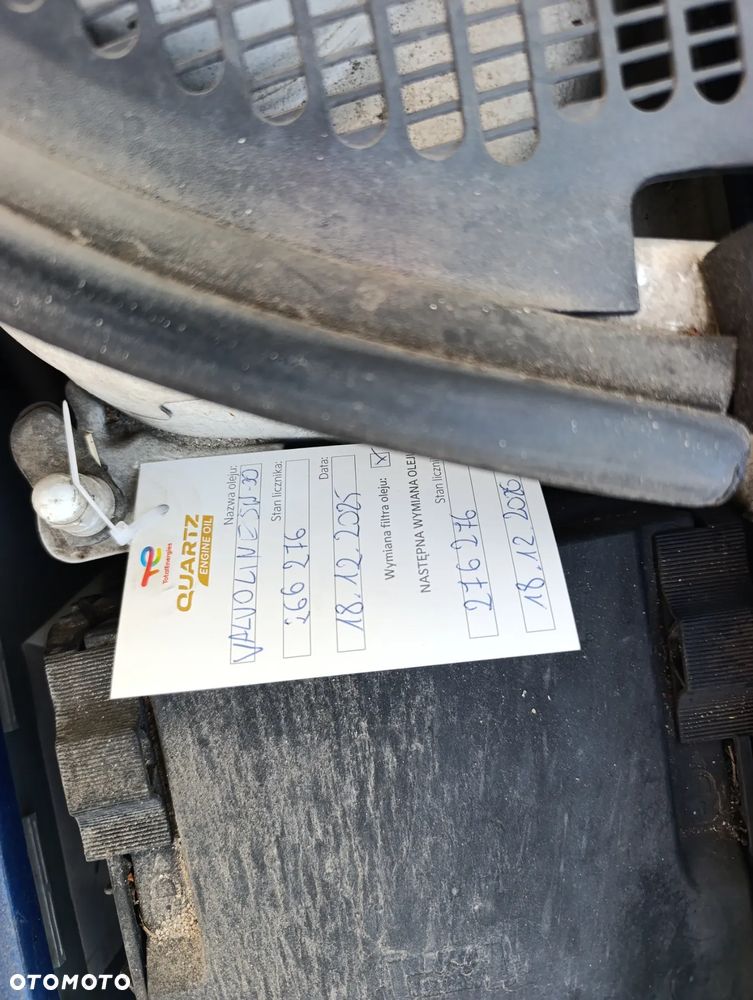 TotalEnergies
QUARTZ
ENGINE OIL
Nazwa oleju:
VALVOLINE 5W30
Stan licznika:
266 276
Data:
18.12.2025
Wymiana filtra oleju: X
NASTĘPNA WYMIANA OLEJU
Stan liczni
276 276
18.12 2026
OTOMOTO